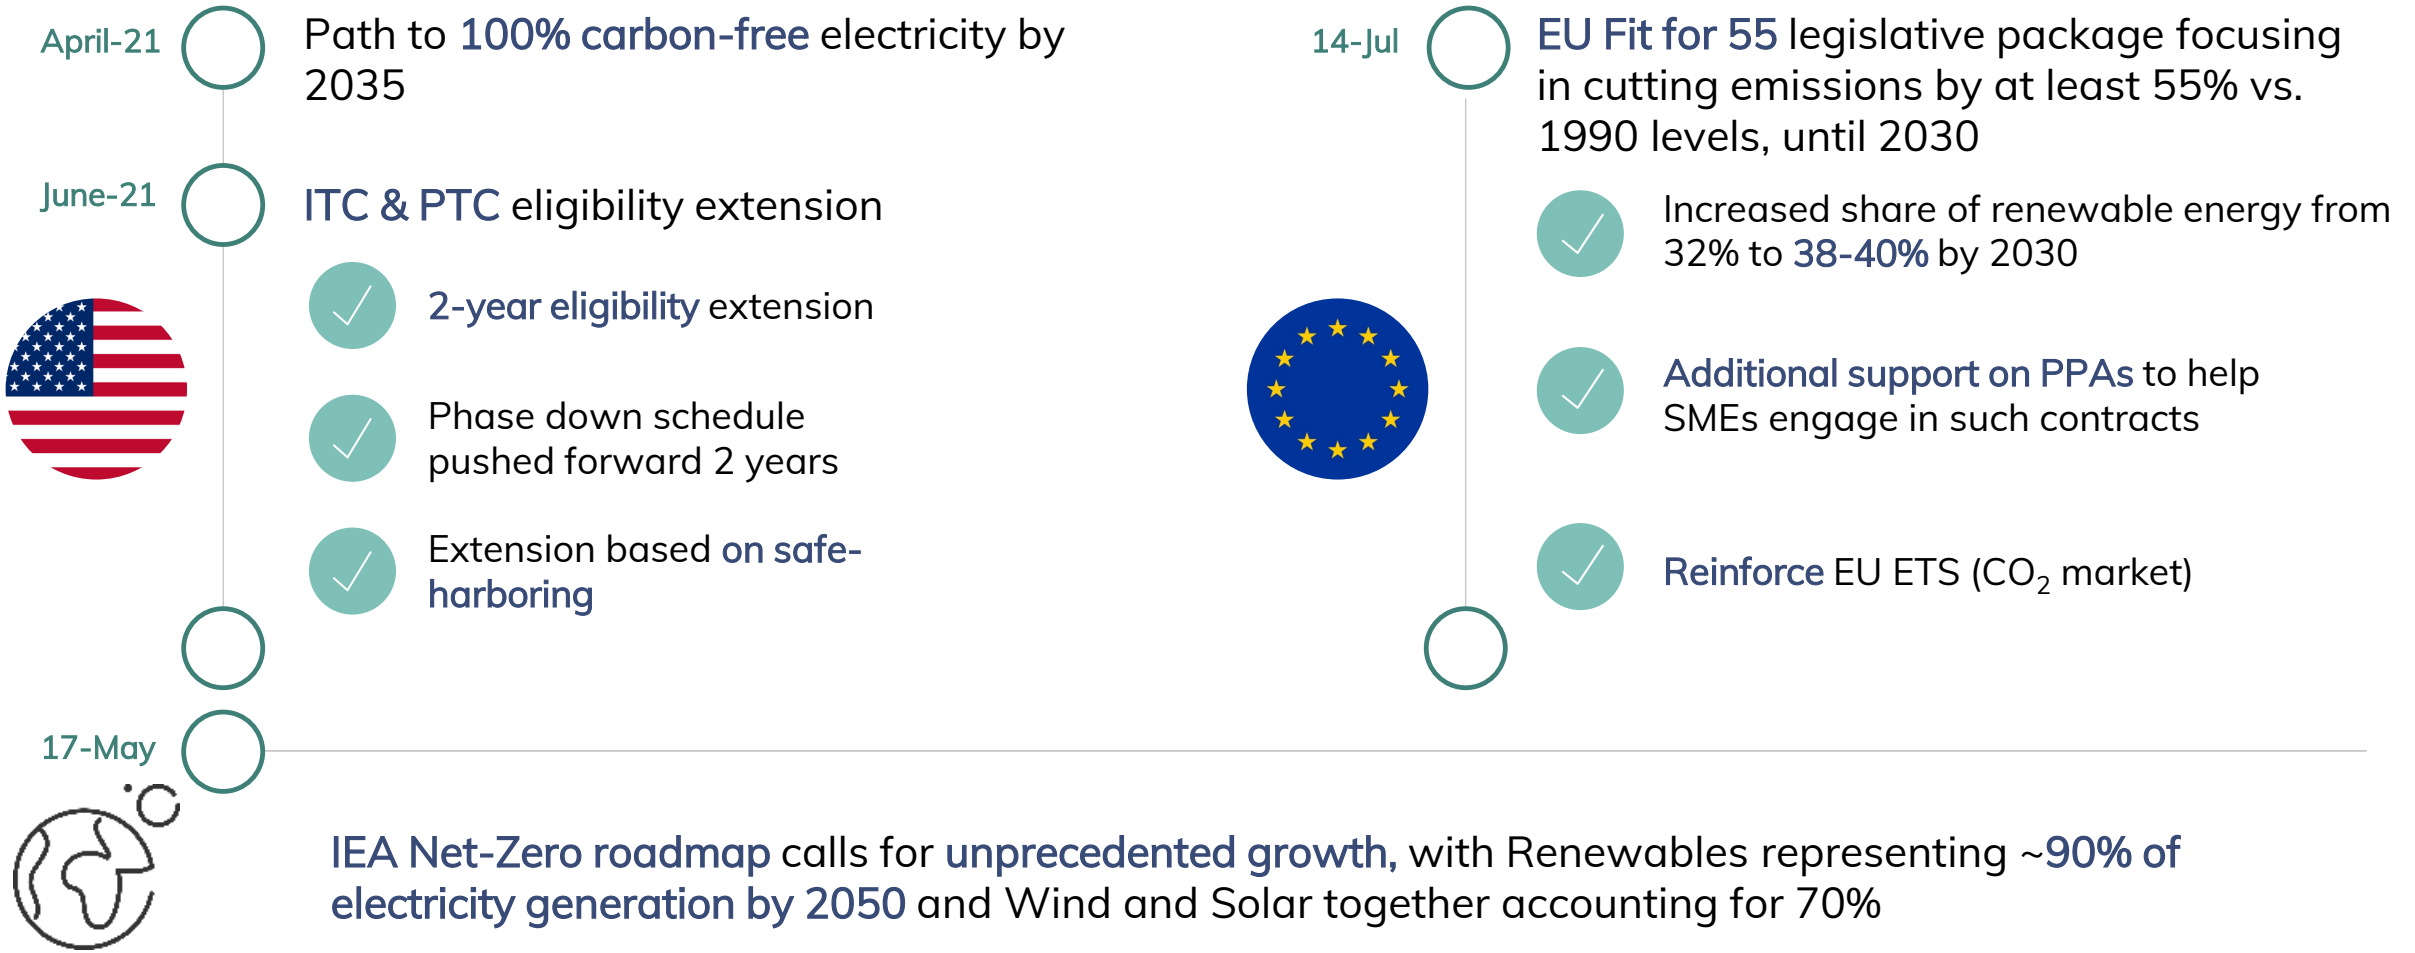 April-21
Path to 100% carbon-free electricity by
2035
June-21
ITC & PTC eligibility extension
2-year eligibility extension
Phase down schedule
pushed forward 2 years
Extension based on safe-
harboring
14-Jul
EU Fit for 55 legislative package focusing
in cutting emissions by at least 55% vs.
1990 levels, until 2030
Increased share of renewable energy from
32% to 38-40% by 2030
Additional support on PPAs to help
SMEs engage in such contracts
Reinforce EU ETS (CO₂ market)
17-May
IEA Net-Zero roadmap calls for unprecedented growth, with Renewables representing ~90% of
electricity generation by 2050 and Wind and Solar together accounting for 70%